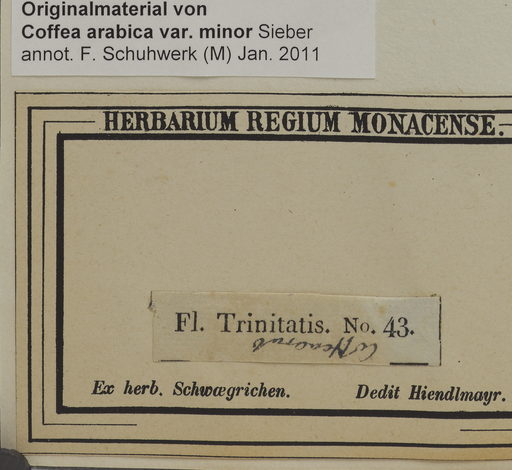 Originalmaterial von
Coffea arabica var. minor Sieber
annot. F. Schuhwerk (M) Jan. 2011
HERBARIUM REGIUM MONACENSE.
Fl. Trinitatis. No. 43.
Ex herb. Schwægrichen. Dedit Hiendlmayr.